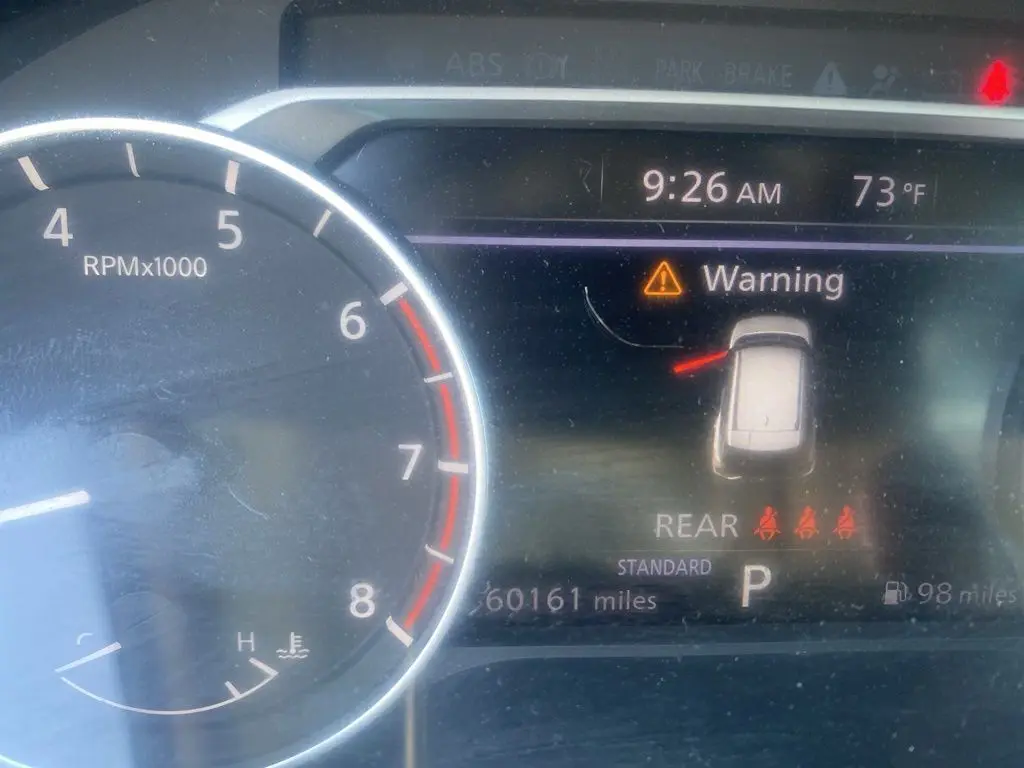 ABS
PARK BRAKE
9:26 AM 73°F
Warning
4 5 6 7 8
RPMx1000
REAR
STANDARD
P
60161 miles
98 miles
H